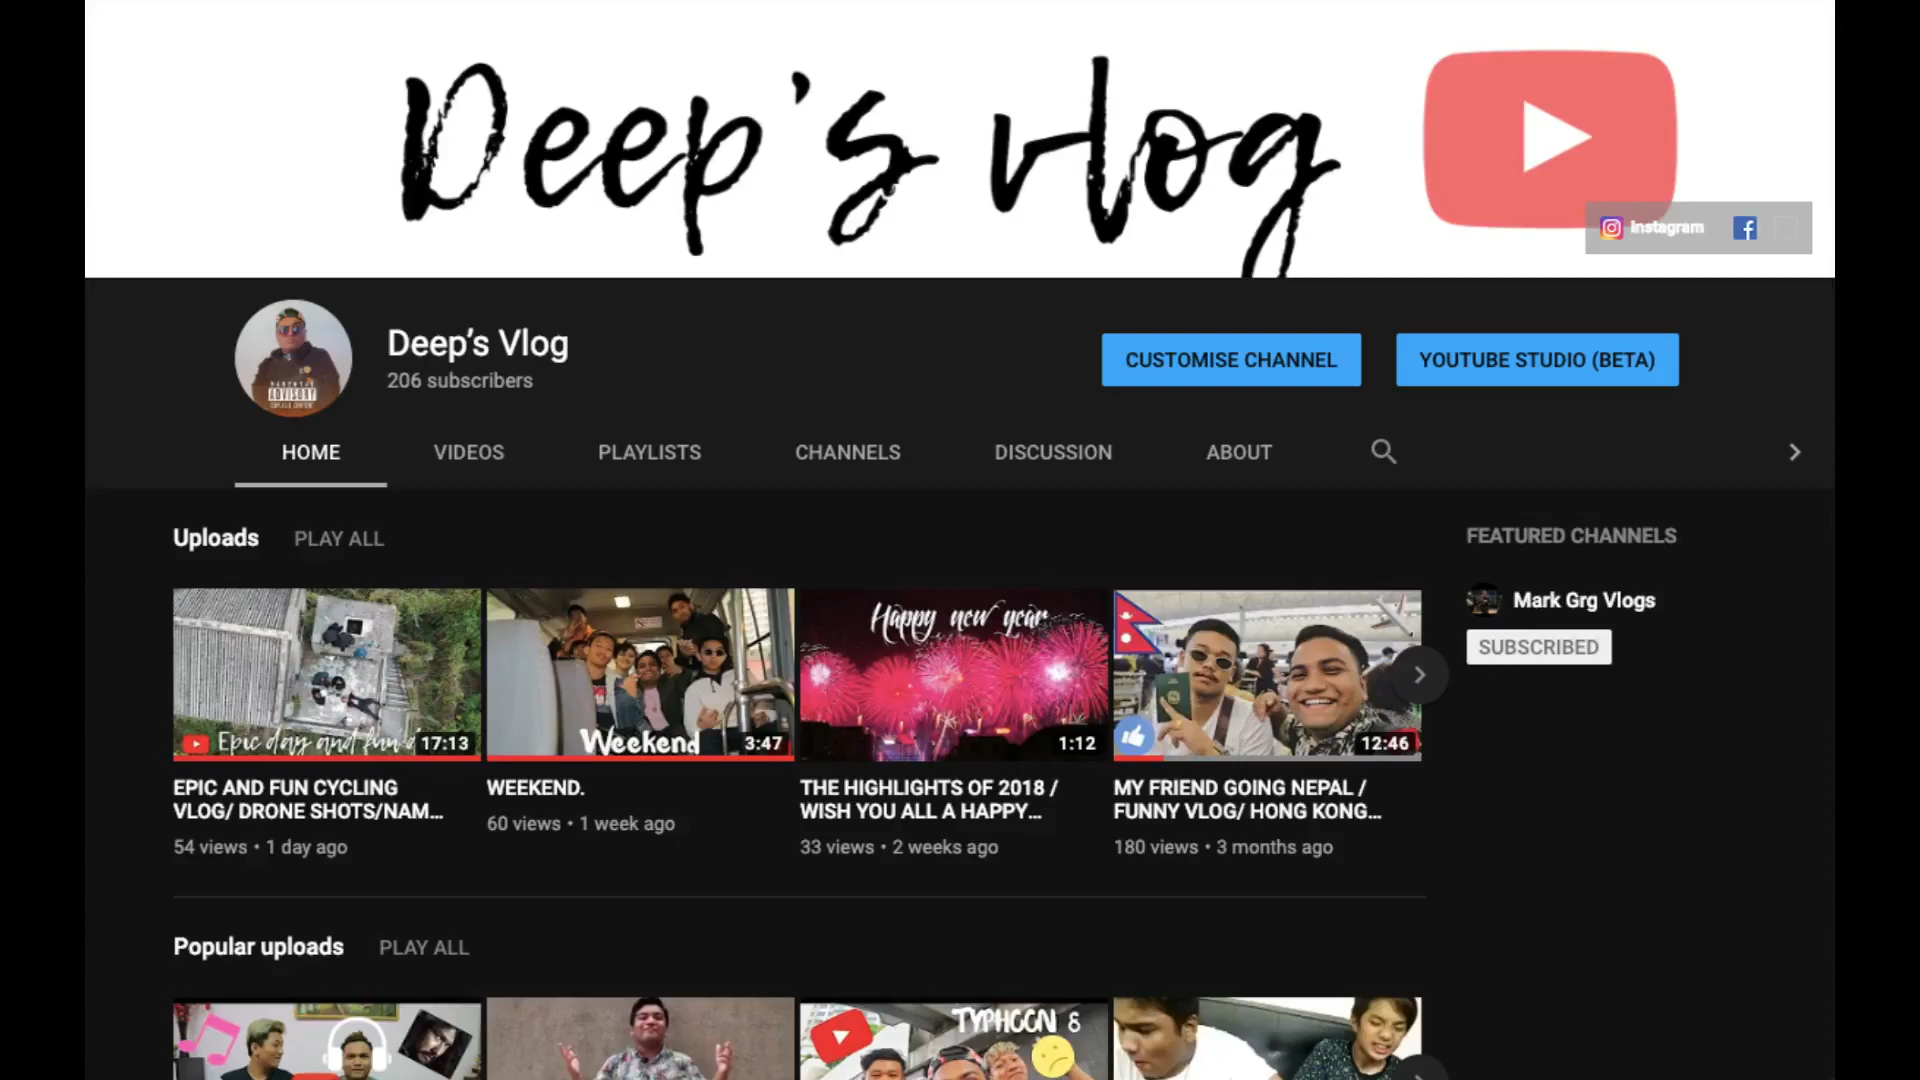 Deep's vlog
Instagram
Deep's Vlog
206 subscribers
CUSTOMISE CHANNEL
YOUTUBE STUDIO (BETA)
HOME VIDEOS PLAYLISTS CHANNELS DISCUSSION ABOUT
Uploads PLAY ALL
FEATURED CHANNELS
Mark Grg Vlogs
SUBSCRIBED
Epic day and fun
17:13
Weekend
3:47
Happy new year
1:12
12:46
EPIC AND FUN CYCLING
VLOG/ DRONE SHOTS/NAM...
54 views • 1 day ago
WEEKEND.
60 views • 1 week ago
THE HIGHLIGHTS OF 2018 /
WISH YOU ALL A HAPPY...
33 views • 2 weeks ago
MY FRIEND GOING NEPAL /
FUNNY VLOG/ HONG KONG...
180 views • 3 months ago
Popular uploads PLAY ALL
TYPHOON 8